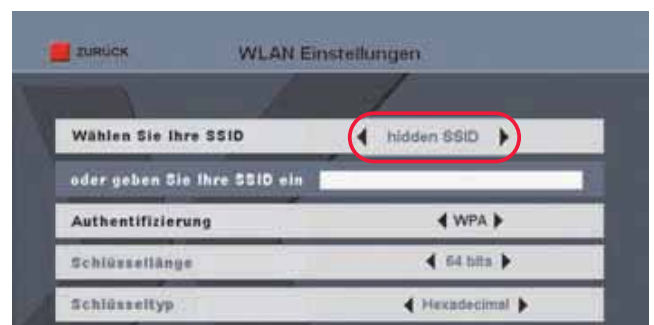 ZURÜCK WLAN Einstellungen
Wählen Sie Ihre SSID hidden SSID
oder geben Sie Ihre SSID ein
Authentifizierung WPA
Schlüssellänge 64 bits
Schlüsseltyp Hexadecimal